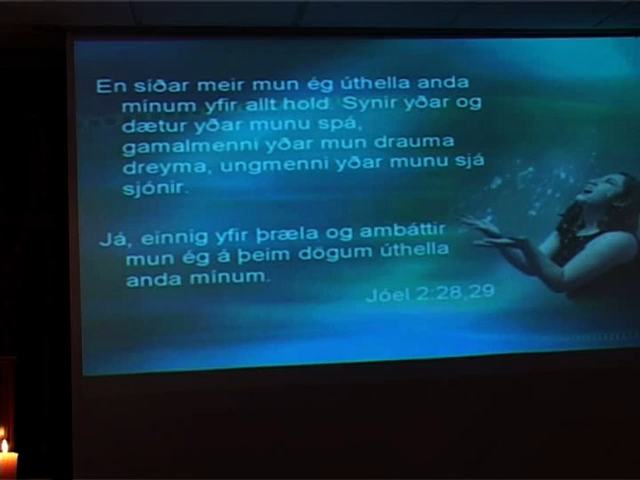 En síðar meir mun ég úthella anda
mínum yfir allt hold. Synir yðar og
dætur yðar munu spá,
gamalmenni yðar mun drauma
dreyma, ungmenni yðar munu sjá
sjónir.
Já, einnig yfir þræla og ambáttir
mun ég á þeim dögum úthella
anda mínum.
Jóel 2:28,29